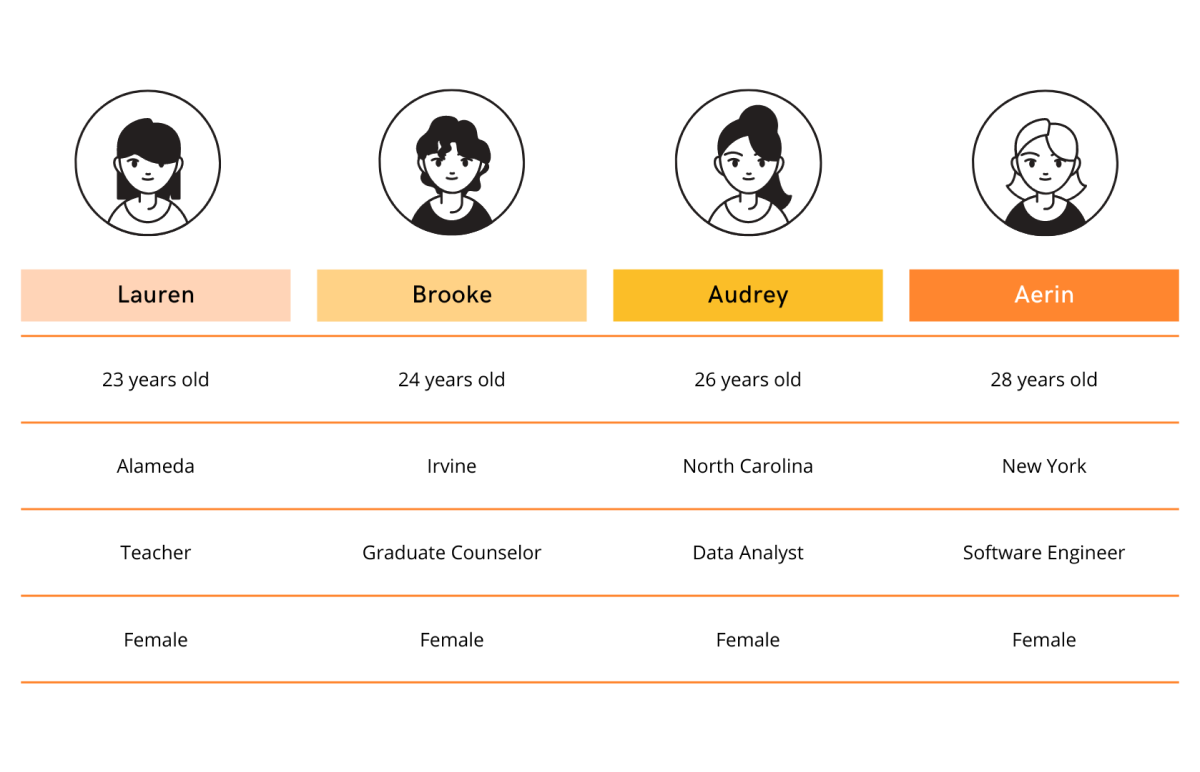 Lauren Brooke Audrey Aerin
23 years old 24 years old 26 years old 28 years old
Alameda Irvine North Carolina New York
Teacher Graduate Counselor Data Analyst Software Engineer
Female Female Female Female